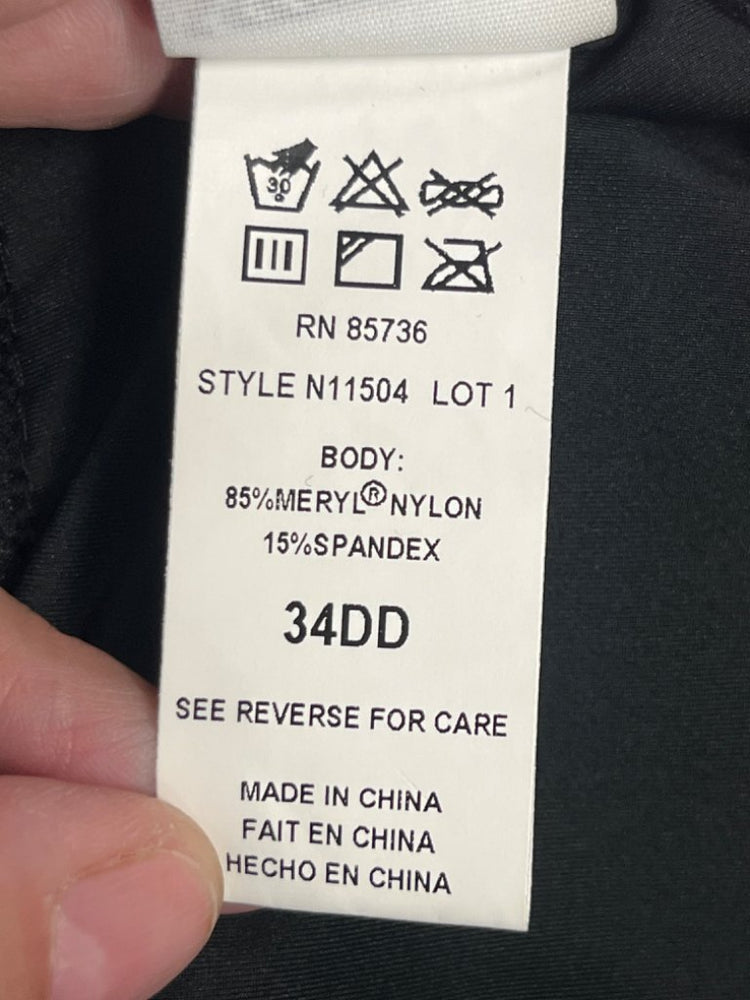 30
RN 85736
STYLE N11504 LOT 1
BODY:
85%MERYL®NYLON
15%SPANDEX
34DD
SEE REVERSE FOR CARE
MADE IN CHINA
FAIT EN CHINA
HECHO EN CHINA